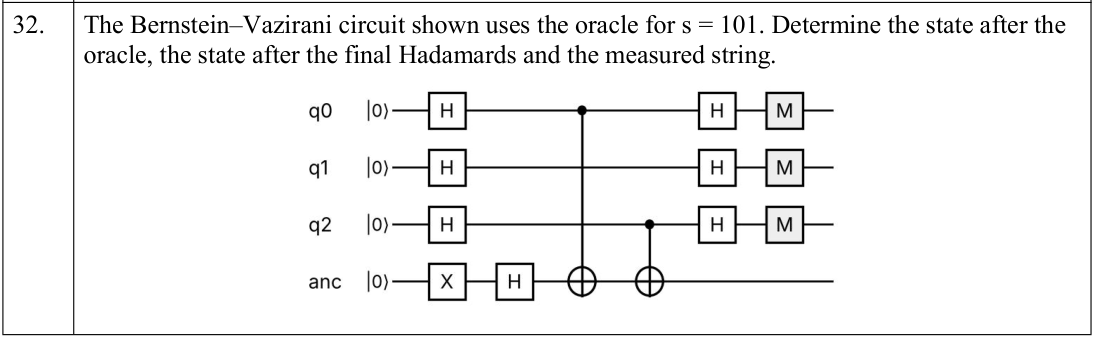 32. The Bernstein–Vazirani circuit shown uses the oracle for s = 101. Determine the state after the
oracle, the state after the final Hadamards and the measured string.
q0 |0⟩ H H M
q1 |0⟩ H H M
q2 |0⟩ H H M
anc |0⟩ X H